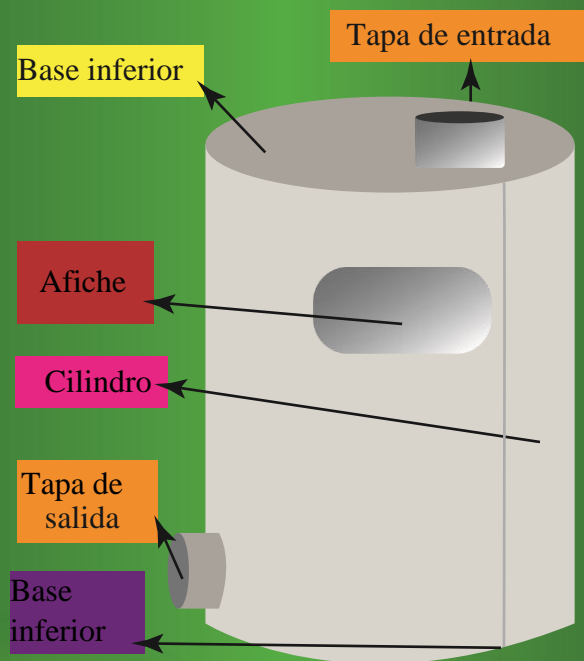 Tapa de entrada
Base inferior
Afiche
Cilindro
Tapa de
salida
Base
inferior